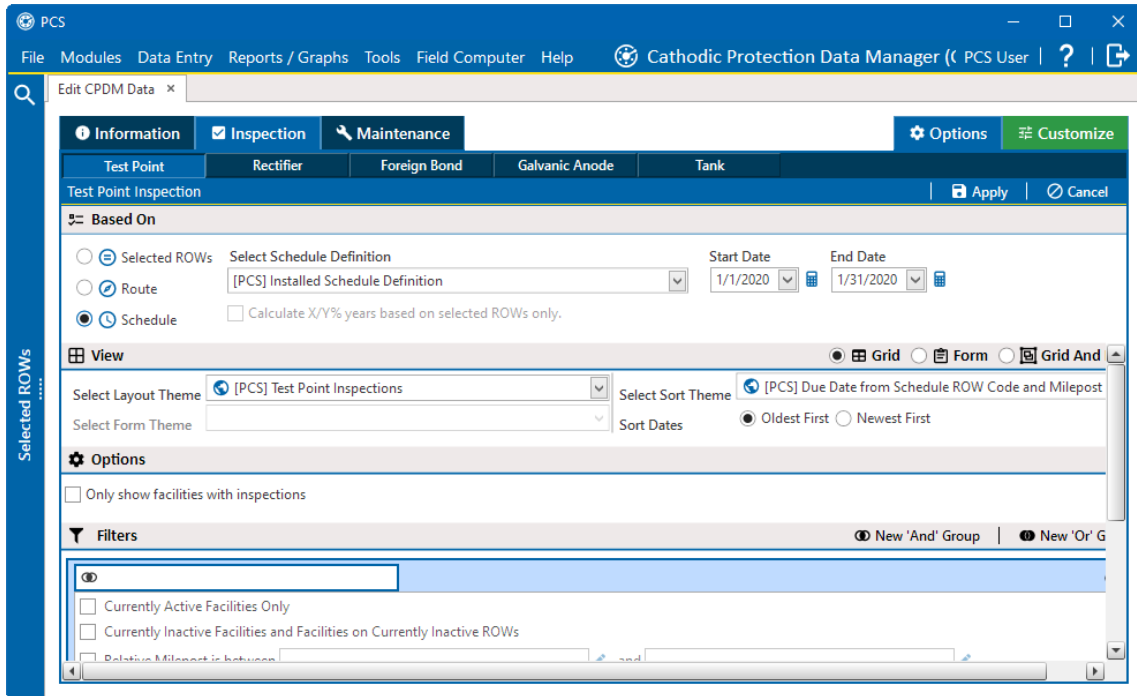 PCS
File Modules Data Entry Reports / Graphs Tools Field Computer Help Cathodic Protection Data Manager (( PCS User | ? |
Edit CPDM Data ×
Information Inspection Maintenance Options Customize
Test Point Rectifier Foreign Bond Galvanic Anode Tank
Test Point Inspection | Apply | Cancel
Based On
Selected ROWs Select Schedule Definition Start Date End Date
Route [PCS] Installed Schedule Definition 1/1/2020 1/31/2020
Schedule Calculate X/Y% years based on selected ROWs only.
Selected ROWs
View Grid Form Grid And
Select Layout Theme [PCS] Test Point Inspections Select Sort Theme [PCS] Due Date from Schedule ROW Code and Milepost
Select Form Theme Sort Dates Oldest First Newest First
Options
Only show facilities with inspections
Filters New 'And' Group | New 'Or' G
Currently Active Facilities Only
Currently Inactive Facilities and Facilities on Currently Inactive ROWs
Relative Milepost is between and